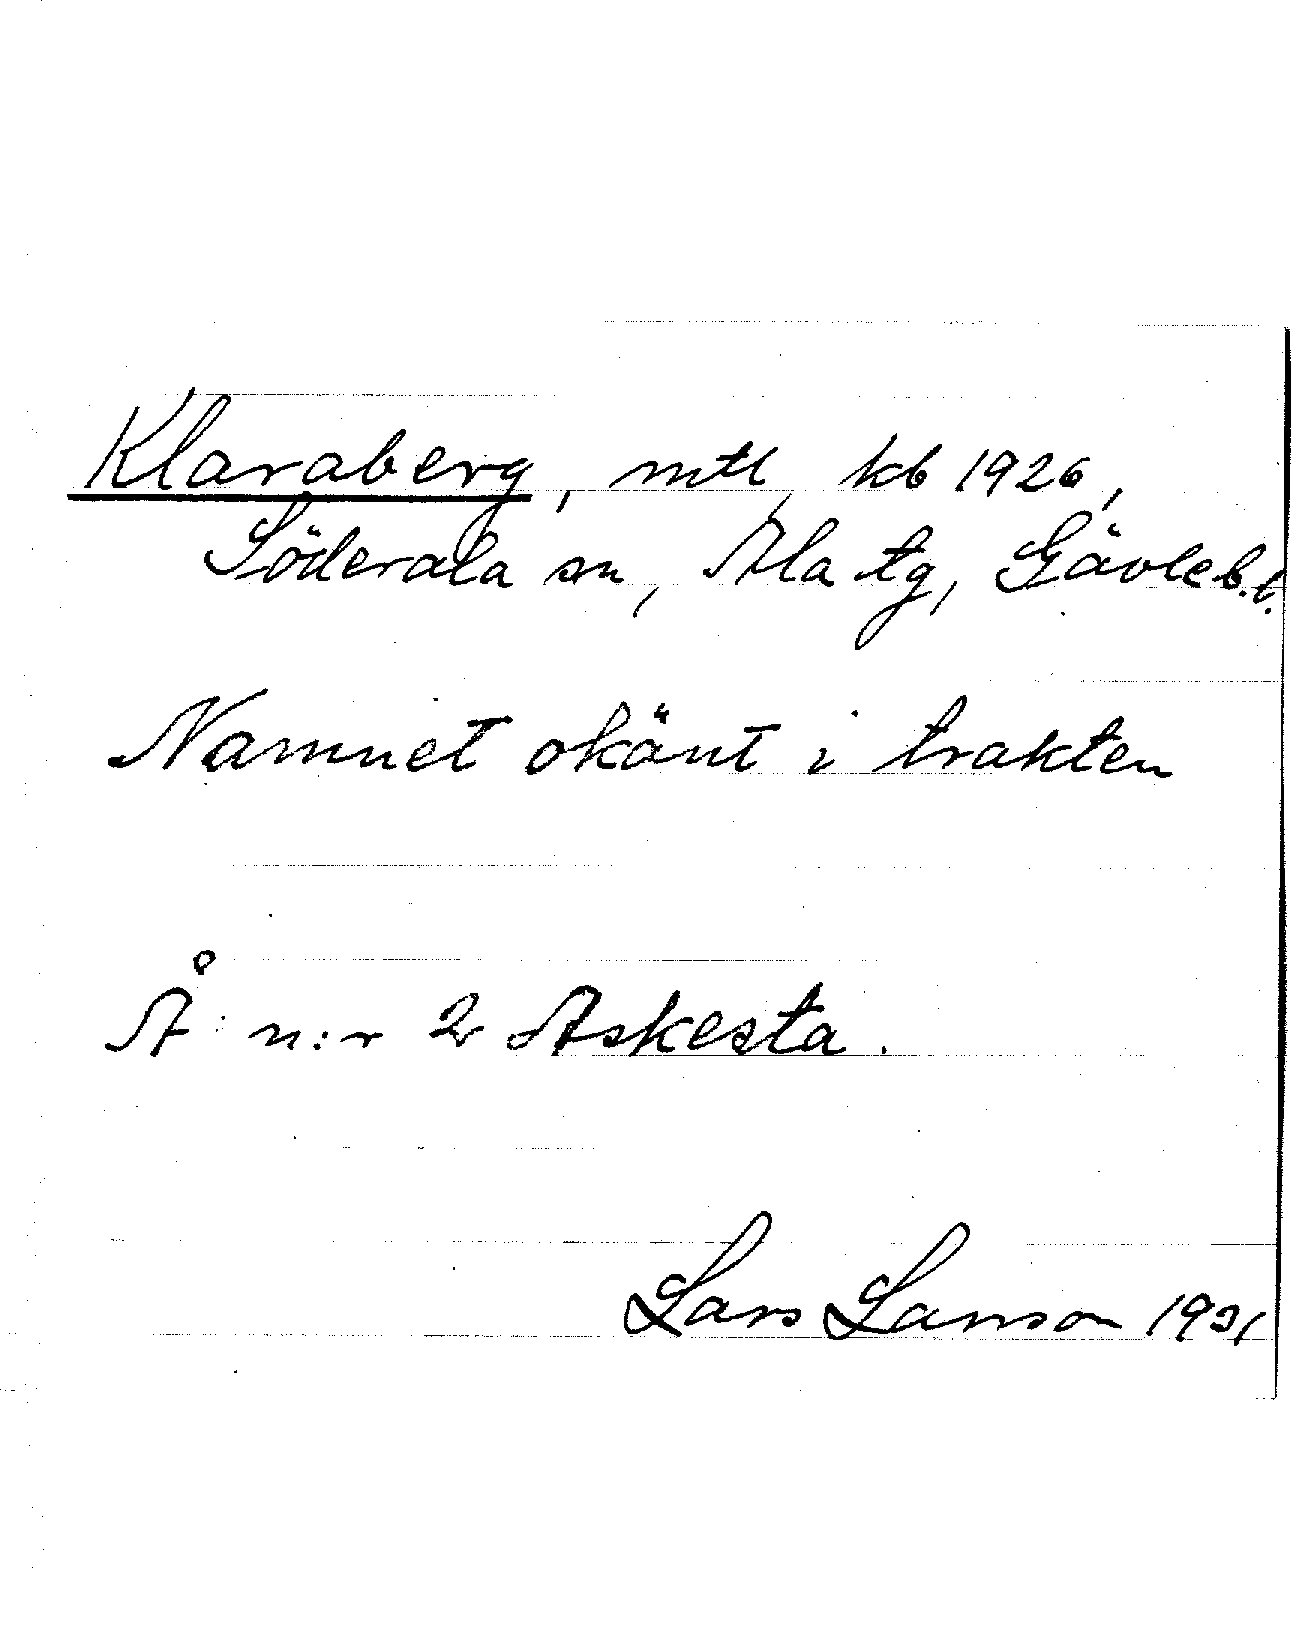 Klaraberg, mtl, kb 1926,
Söderala sn, Ala tg, Gävleb.l.
Namnet okänt i trakten
Å n:r 2 Askesta.
Lars Larsson 1931